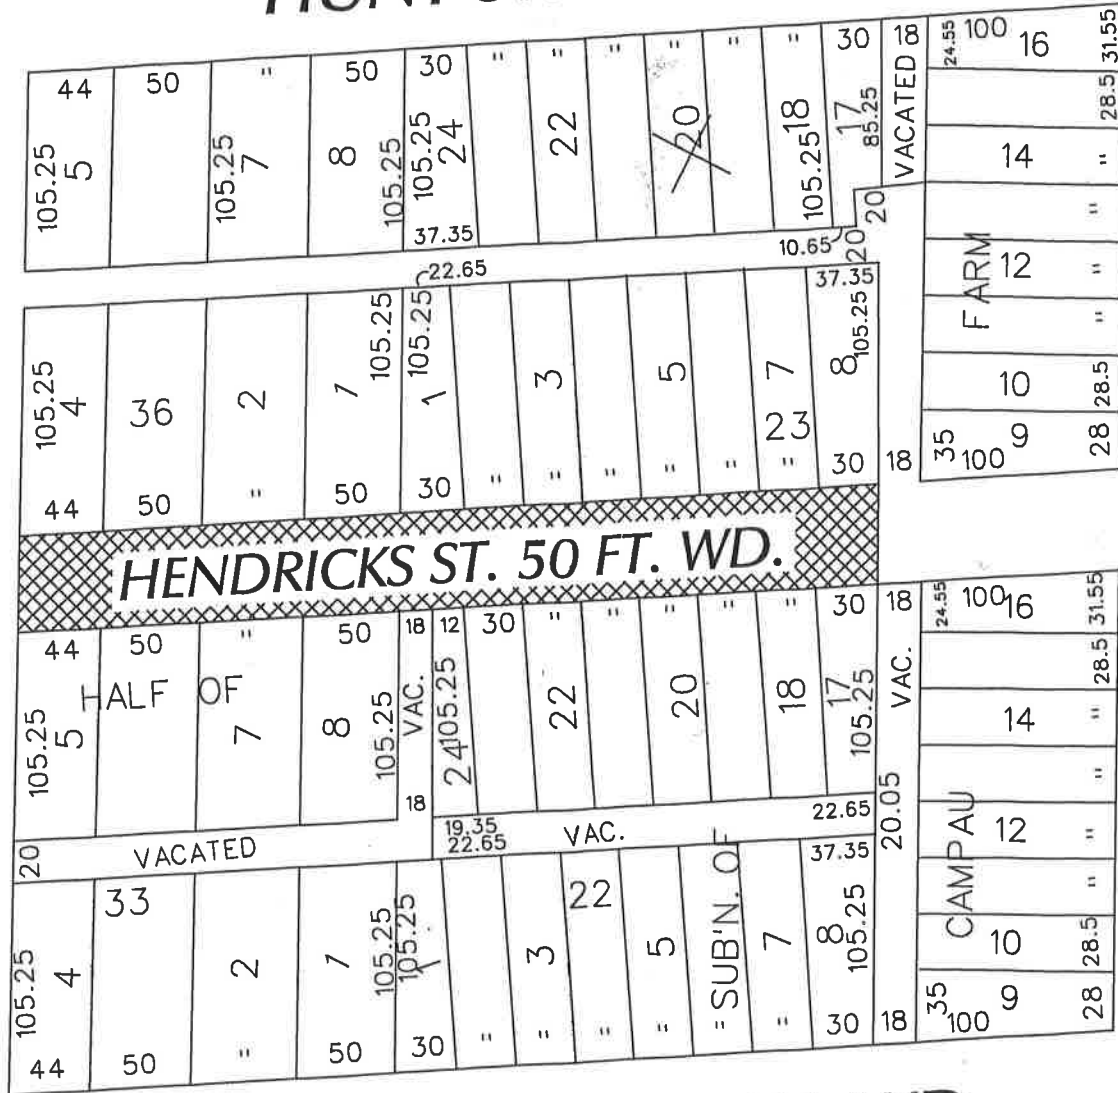 44 50 " 50 30 " " " " " " 30 18 24.55 100 16 31.55
105.25 5 105.25 7 8 105.25 105.25 24 22 20 105.25 18 17 85.25 VACATED 28.5
14 "
"
37.35 10.65 20 20
22.65 37.35 12 "
FARM
"
105.25 4 36 2 1 105.25 105.25 1 3 5 7 23 8 105.25
10 28.5
44 50 " 50 30 " " " " " " 30 18 35 100 9 28
HENDRICKS ST. 50 FT. WD.
44 50 " 50 18 12 30 " " " " " 30 18 24.55 100 16 31.55
HALF OF
28.5
105.25 5 7 8 105.25 VAC. 24 105.25 22 20 18 17 105.25 VAC.
14 "
"
18 22.65 20.05
20 VACATED 19.35 VAC.
22.65 37.35 12 "
CAMPAU
"
33 22 SUB'N. OF
105.25 4 2 1 105.25 105.25 1 3 5 7 8 105.25
10 28.5
44 50 " 50 30 " " " " " " 30 18 35 100 9 28